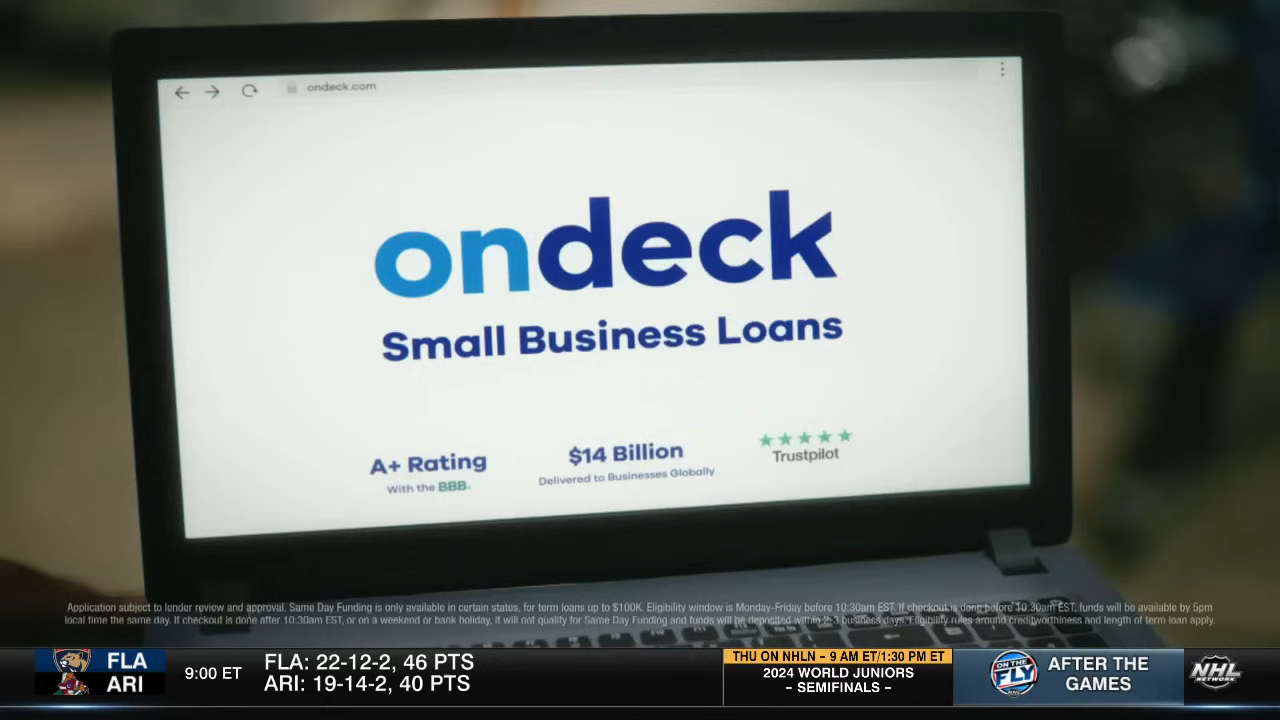 ondeck.com
ondeck
Small Business Loans
A+ Rating
With the BBB.
$14 Billion
Delivered to Businesses Globally
Trustpilot
Application subject to lender review and approval. Same Day Funding is only available in certain states, for term loans up to $100K. Eligibility window is Monday-Friday before 10:30am EST. If checkout is done before 10:30am EST, funds will be available by 5pm
local time the same day. If checkout is done after 10:30am EST, or on a weekend or bank holiday, it will not qualify for Same Day Funding and funds will be deposited within 2-3 business days. Eligibility rules around creditworthiness and length of term loan apply.
FLA
ARI
9:00 ET
FLA: 22-12-2, 46 PTS
ARI: 19-14-2, 40 PTS
THU ON NHLN – 9 AM ET/1:30 PM ET
2024 WORLD JUNIORS
– SEMIFINALS –
ON THE
FLY
NHL
AFTER THE
GAMES
NHL
NETWORK